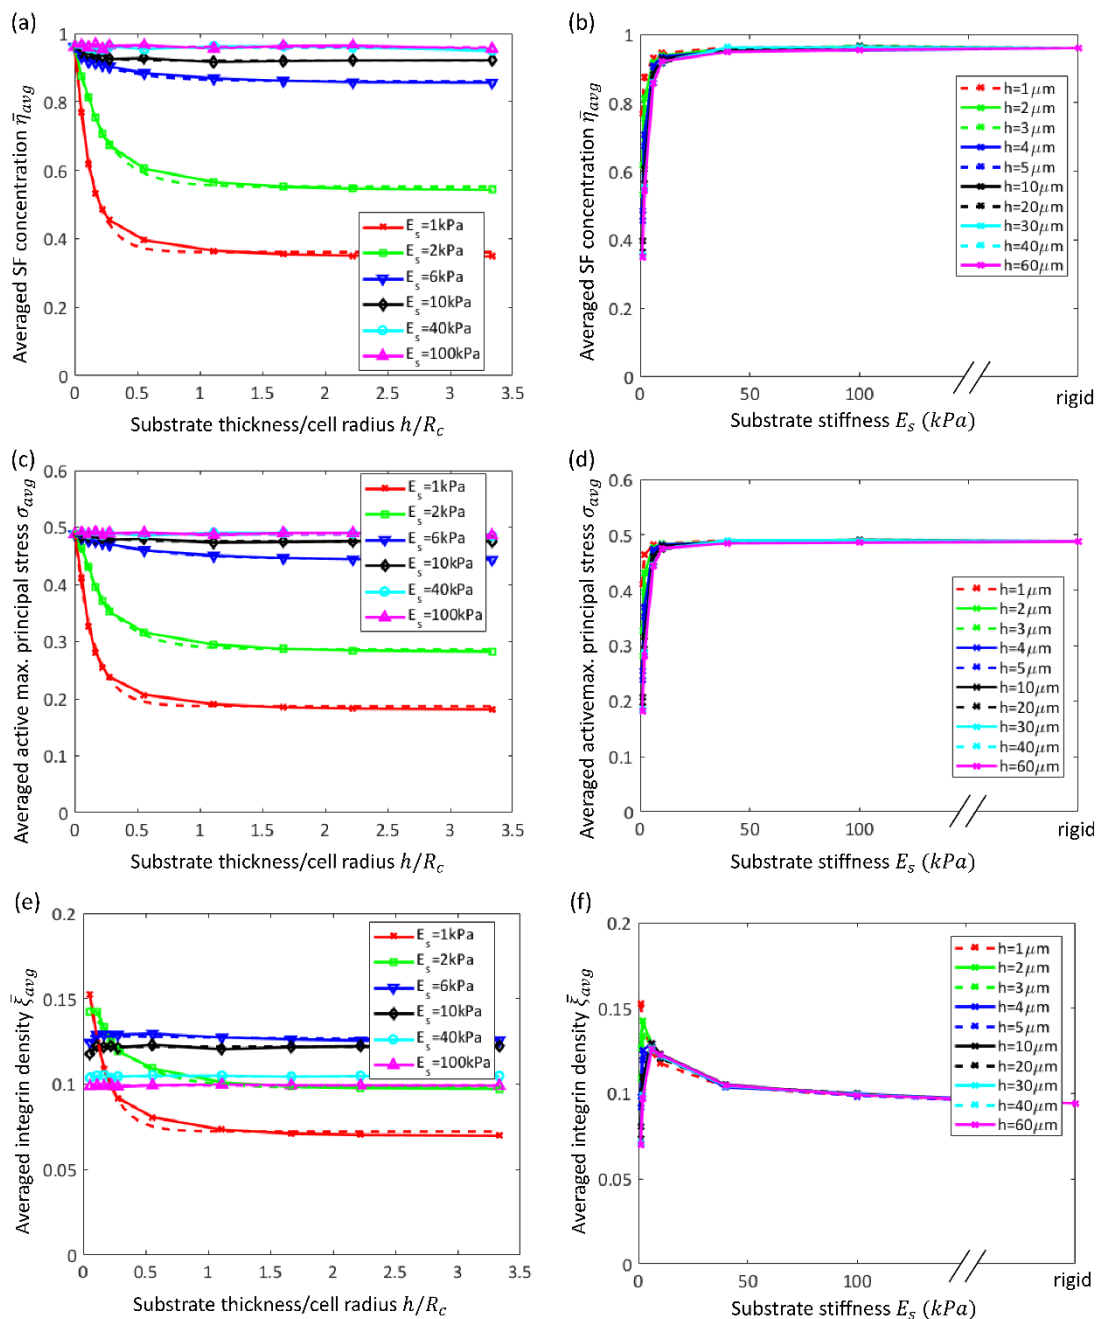 (a)
1
0.8
0.6
0.4
0.2
0
0 0.5 1 1.5 2 2.5 3 3.5
Averaged SF concentration η̄avg
Substrate thickness/cell radius h/Rc
Es=1kPa
Es=2kPa
Es=6kPa
Es=10kPa
Es=40kPa
Es=100kPa
(b)
1
0.8
0.6
0.4
0.2
0
0 50 100 rigid
Averaged SF concentration η̄avg
Substrate stiffness Es (kPa)
h=1μm
h=2μm
h=3μm
h=4μm
h=5μm
h=10μm
h=20μm
h=30μm
h=40μm
h=60μm
(c)
0.6
0.5
0.4
0.3
0.2
0.1
0
0 0.5 1 1.5 2 2.5 3 3.5
Averaged active max. principal stress σavg
Substrate thickness/cell radius h/Rc
Es=1kPa
Es=2kPa
Es=6kPa
Es=10kPa
Es=40kPa
Es=100kPa
(d)
0.6
0.5
0.4
0.3
0.2
0.1
0
0 50 100 rigid
Averaged activemax. principal stress σavg
Substrate stiffness Es (kPa)
h=1μm
h=2μm
h=3μm
h=4μm
h=5μm
h=10μm
h=20μm
h=30μm
h=40μm
h=60μm
(e)
0.2
0.15
0.1
0.05
0
0 0.5 1 1.5 2 2.5 3 3.5
Averaged integrin density ξ̄avg
Substrate thickness/cell radius h/Rc
Es=1kPa
Es=2kPa
Es=6kPa
Es=10kPa
Es=40kPa
Es=100kPa
(f)
0.2
0.15
0.1
0.05
0
0 50 100 rigid
Averaged integrin density ξ̄avg
Substrate stiffness Es (kPa)
h=1μm
h=2μm
h=3μm
h=4μm
h=5μm
h=10μm
h=20μm
h=30μm
h=40μm
h=60μm